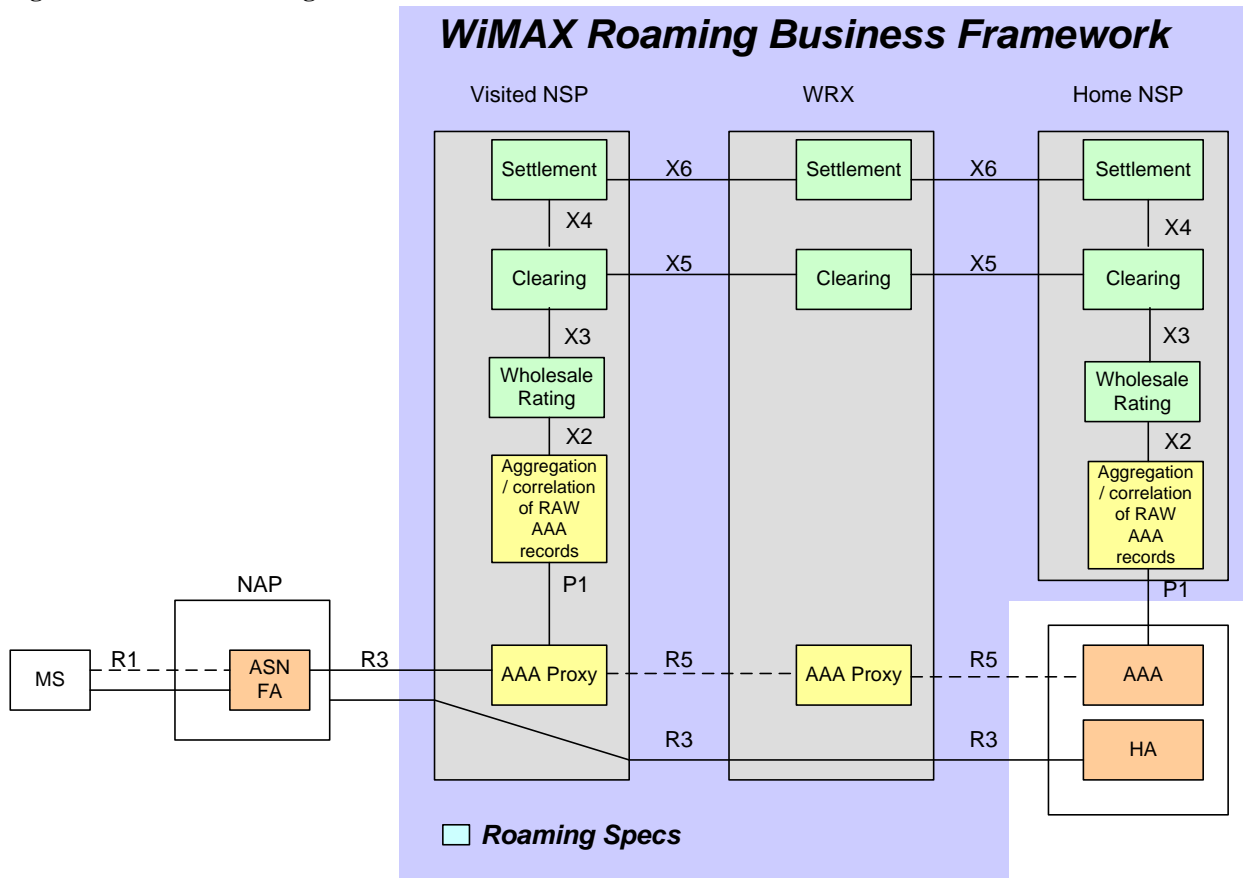 WiMAX Roaming Business Framework
Visited NSP
WRX
Home NSP
Settlement
X6
Settlement
X6
Settlement
X4
X4
Clearing
X5
Clearing
X5
Clearing
X3
X3
Wholesale
Rating
Wholesale
Rating
X2
X2
Aggregation
/ correlation
of RAW
AAA
records
Aggregation
/ correlation
of RAW
AAA
records
P1
P1
NAP
MS
R1
ASN
FA
R3
AAA Proxy
R5
AAA Proxy
R5
AAA
R3
R3
HA
Roaming Specs